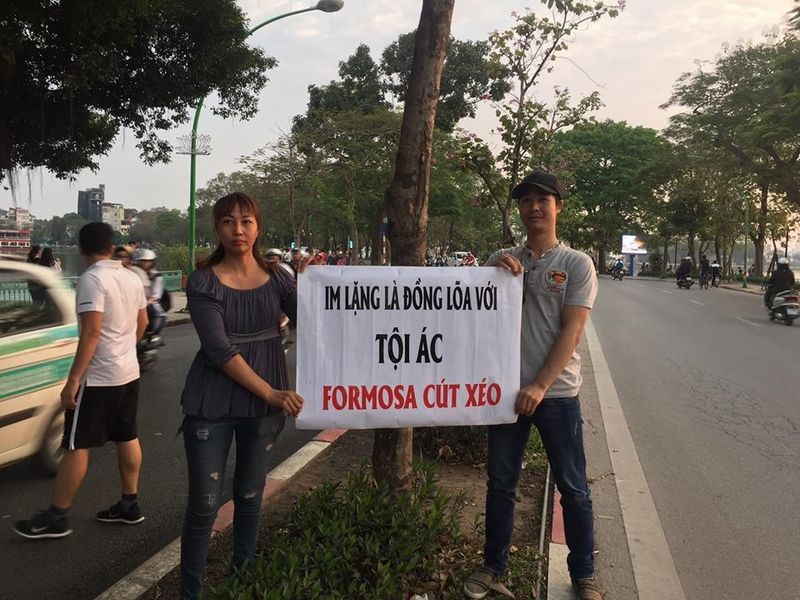 IM LẶNG LÀ ĐỒNG LÕA VỚI
TỘI ÁC
FORMOSA CÚT XÉO